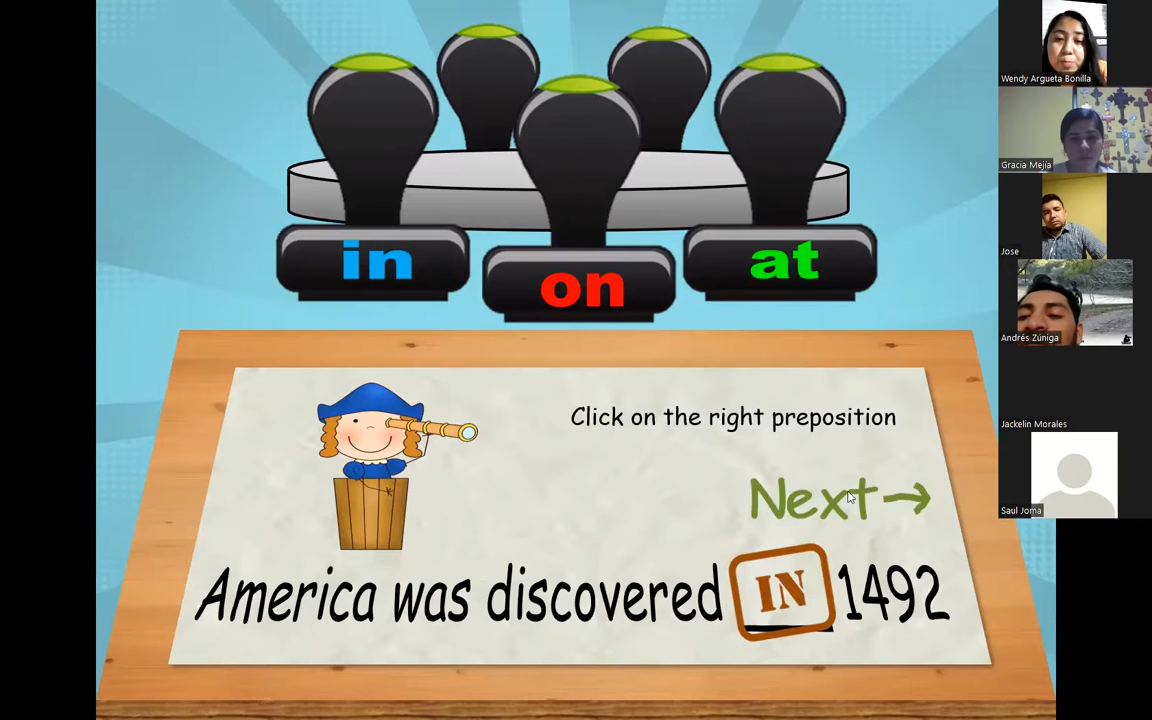 in
on
at
Click on the right preposition
Next→
America was discovered IN 1492
Wendy Argueta Bonilla
Gracia Mejía
Jose
Andrés Zúniga
Jackelin Morales
Saul Joma